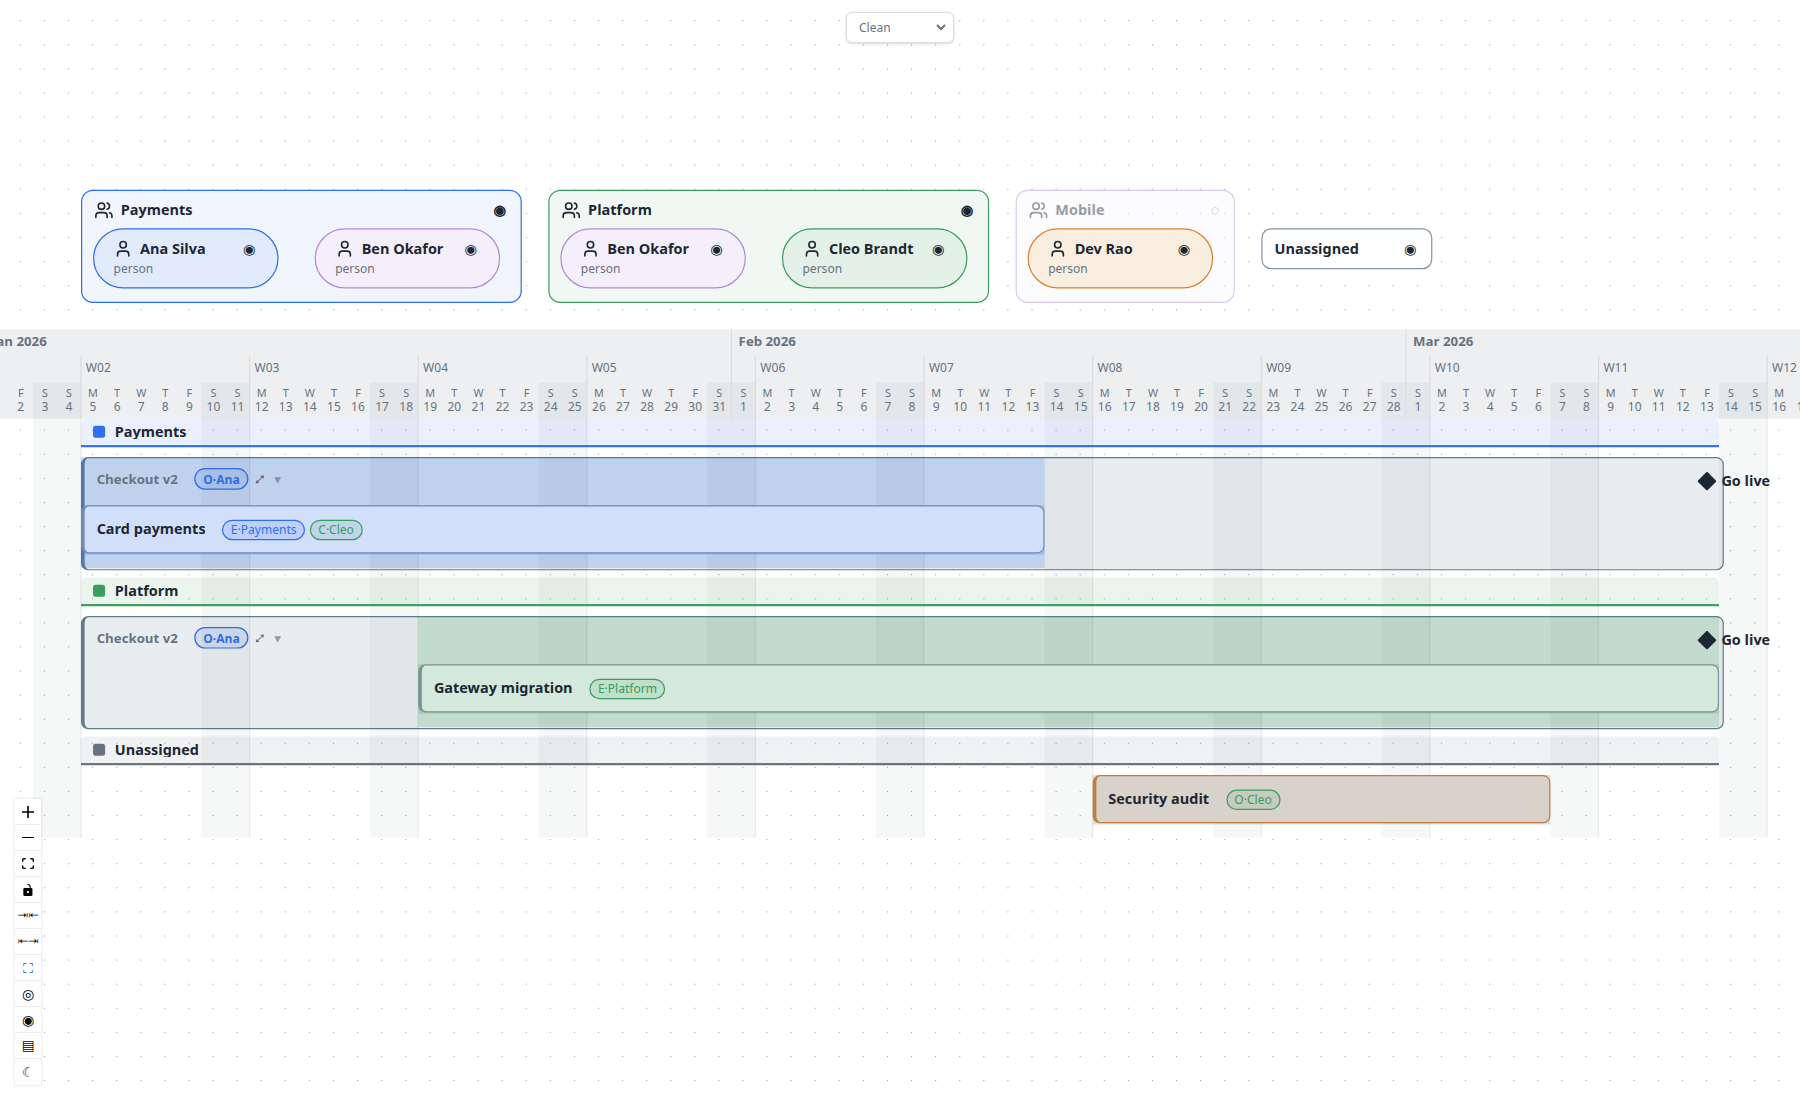 Clean
Payments
Ana Silva
person
Ben Okafor
person
Platform
Ben Okafor
person
Cleo Brandt
person
Mobile
Dev Rao
person
Unassigned
an 2026 Feb 2026 Mar 2026
W02 W03 W04 W05 W06 W07 W08 W09 W10 W11 W12
F S S M T W T F S S M T W T F S S M T W T F S S M T W T F S S M T W T F S S M T W T F S S M T W T F S S M T W T F S S M T W T F S S M T W T F S S M
2 3 4 5 6 7 8 9 10 11 12 13 14 15 16 17 18 19 20 21 22 23 24 25 26 27 28 29 30 31 1 2 3 4 5 6 7 8 9 10 11 12 13 14 15 16 17 18 19 20 21 22 23 24 25 26 27 28 1 2 3 4 5 6 7 8 9 10 11 12 13 14 15 16
Payments
Checkout v2 O·Ana
Go live
Card payments E·Payments C·Cleo
Platform
Checkout v2 O·Ana
Go live
Gateway migration E·Platform
Unassigned
Security audit O·Cleo